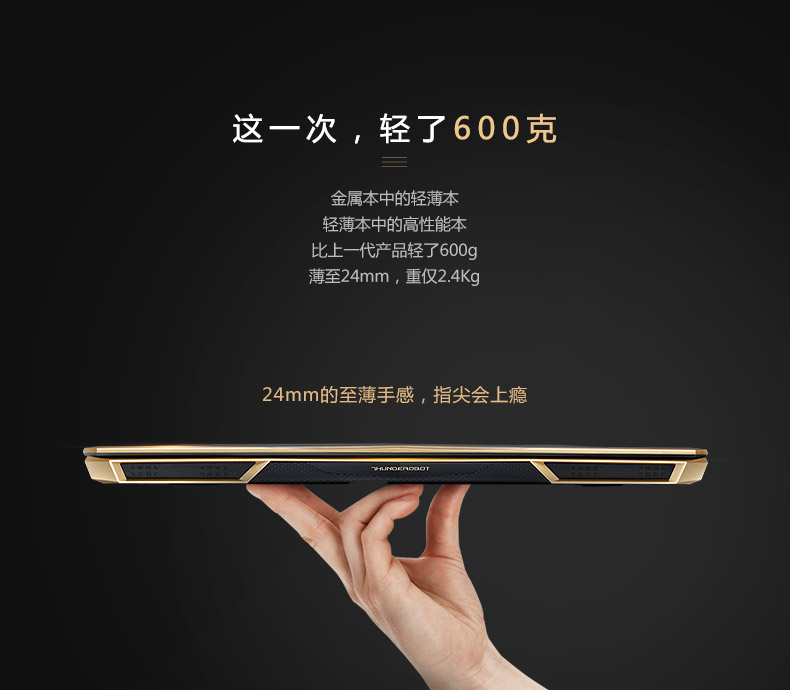 这一次，轻了600克
金属本中的轻薄本
轻薄本中的高性能本
比上一代产品轻了600g
薄至24mm，重仅2.4Kg
24mm的至薄手感，指尖会上瘾
THUNDEROBOT